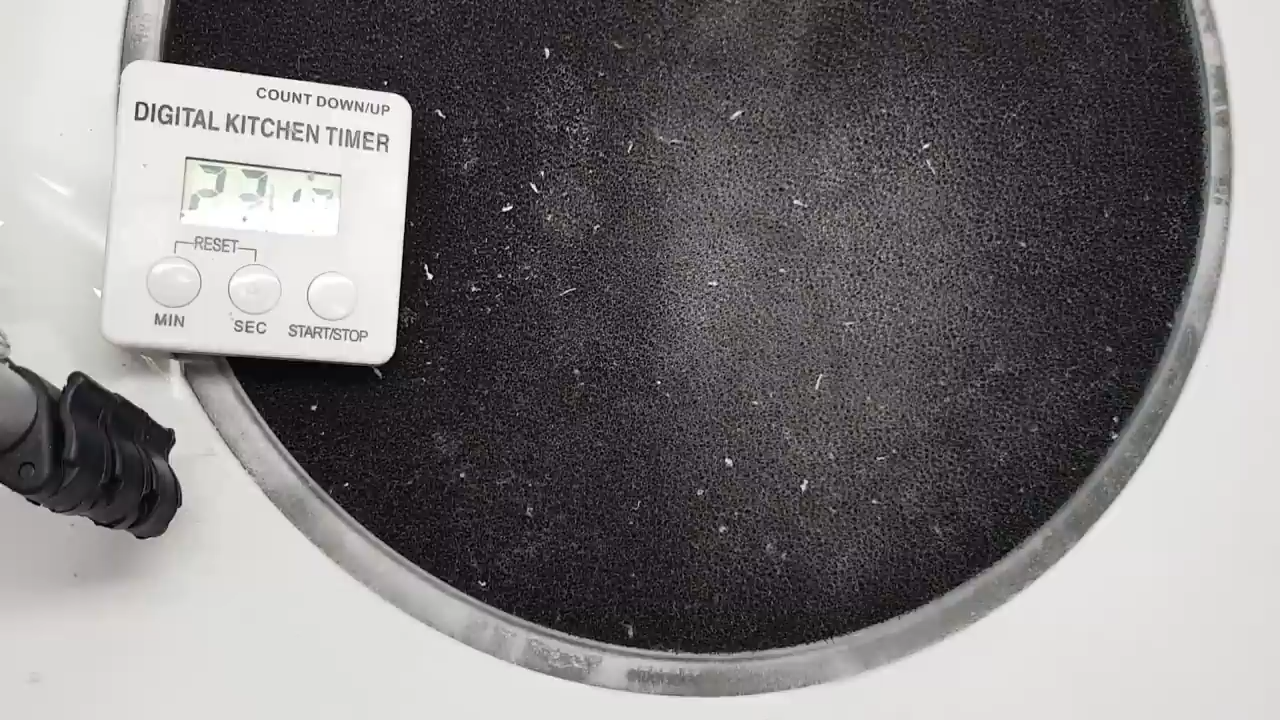 COUNT DOWN/UP
DIGITAL KITCHEN TIMER
RESET
MIN SEC START/STOP